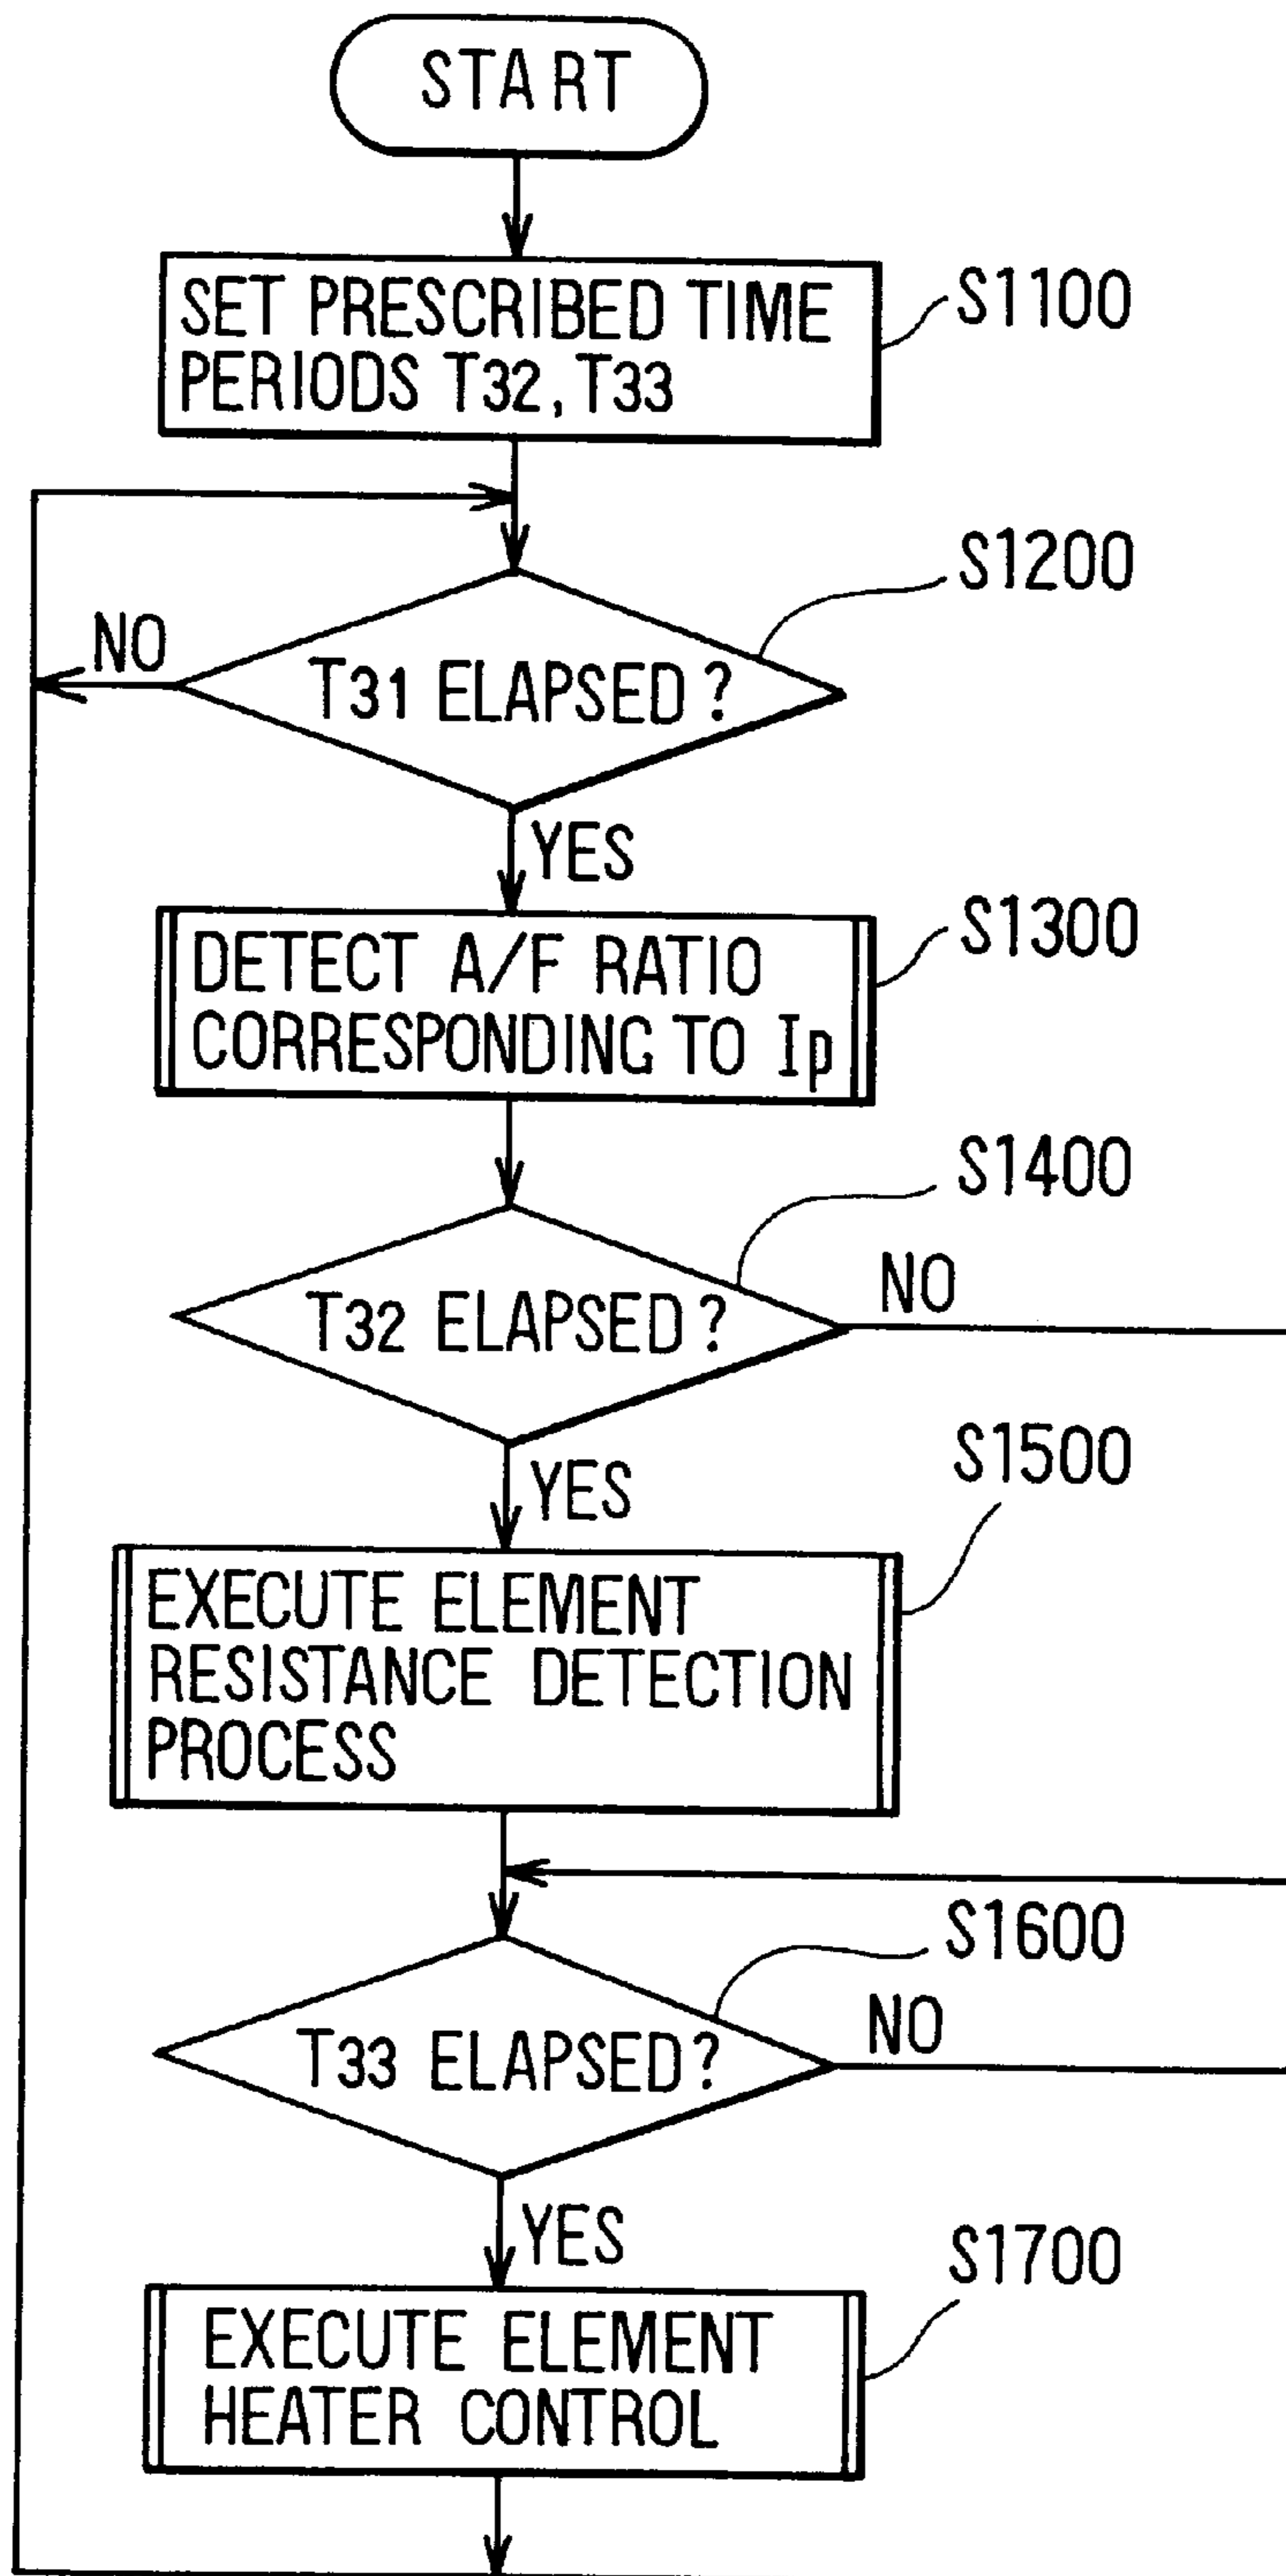 START
SET PRESCRIBED TIME
PERIODS T32, T33
S1100
S1200
NO
T31 ELAPSED ?
YES
S1300
DETECT A/F RATIO
CORRESPONDING TO Ip
S1400
NO
T32 ELAPSED ?
YES
S1500
EXECUTE ELEMENT
RESISTANCE DETECTION
PROCESS
S1600
NO
T33 ELAPSED ?
YES
S1700
EXECUTE ELEMENT
HEATER CONTROL